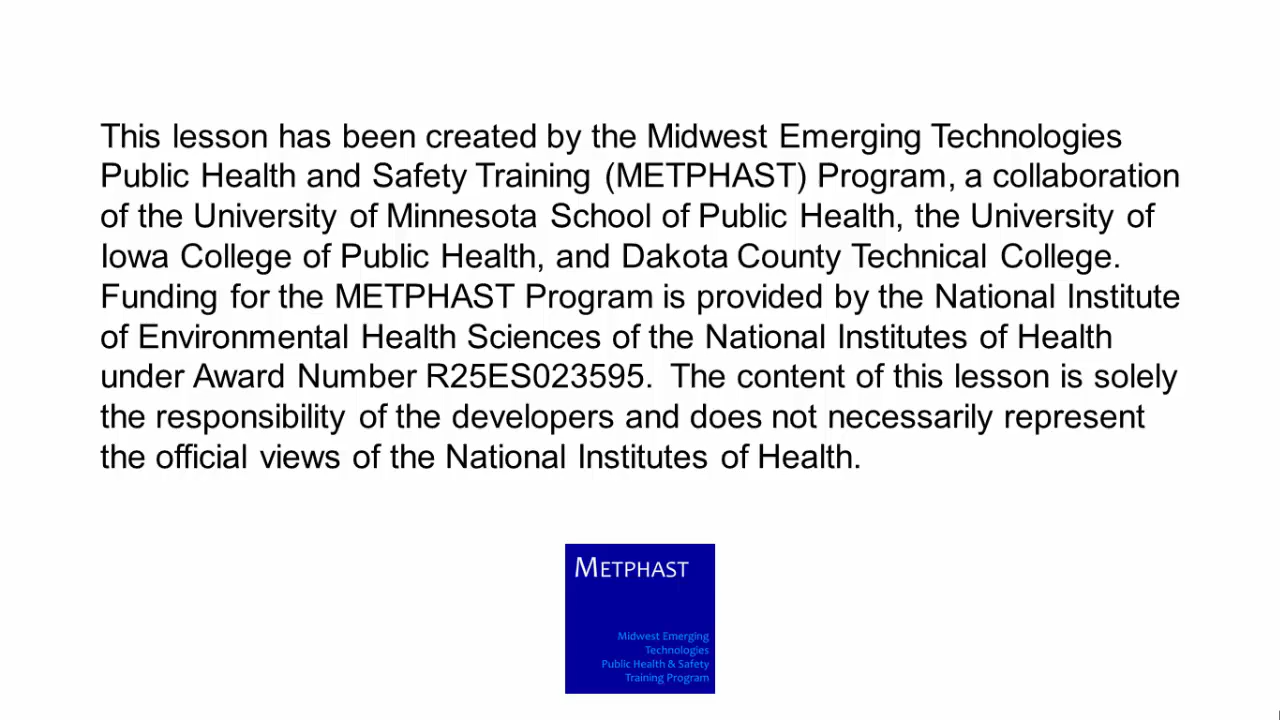 This lesson has been created by the Midwest Emerging Technologies
Public Health and Safety Training (METPHAST) Program, a collaboration
of the University of Minnesota School of Public Health, the University of
Iowa College of Public Health, and Dakota County Technical College.
Funding for the METPHAST Program is provided by the National Institute
of Environmental Health Sciences of the National Institutes of Health
under Award Number R25ES023595.  The content of this lesson is solely
the responsibility of the developers and does not necessarily represent
the official views of the National Institutes of Health.
METPHAST
Midwest Emerging
Technologies
Public Health & Safety
Training Program